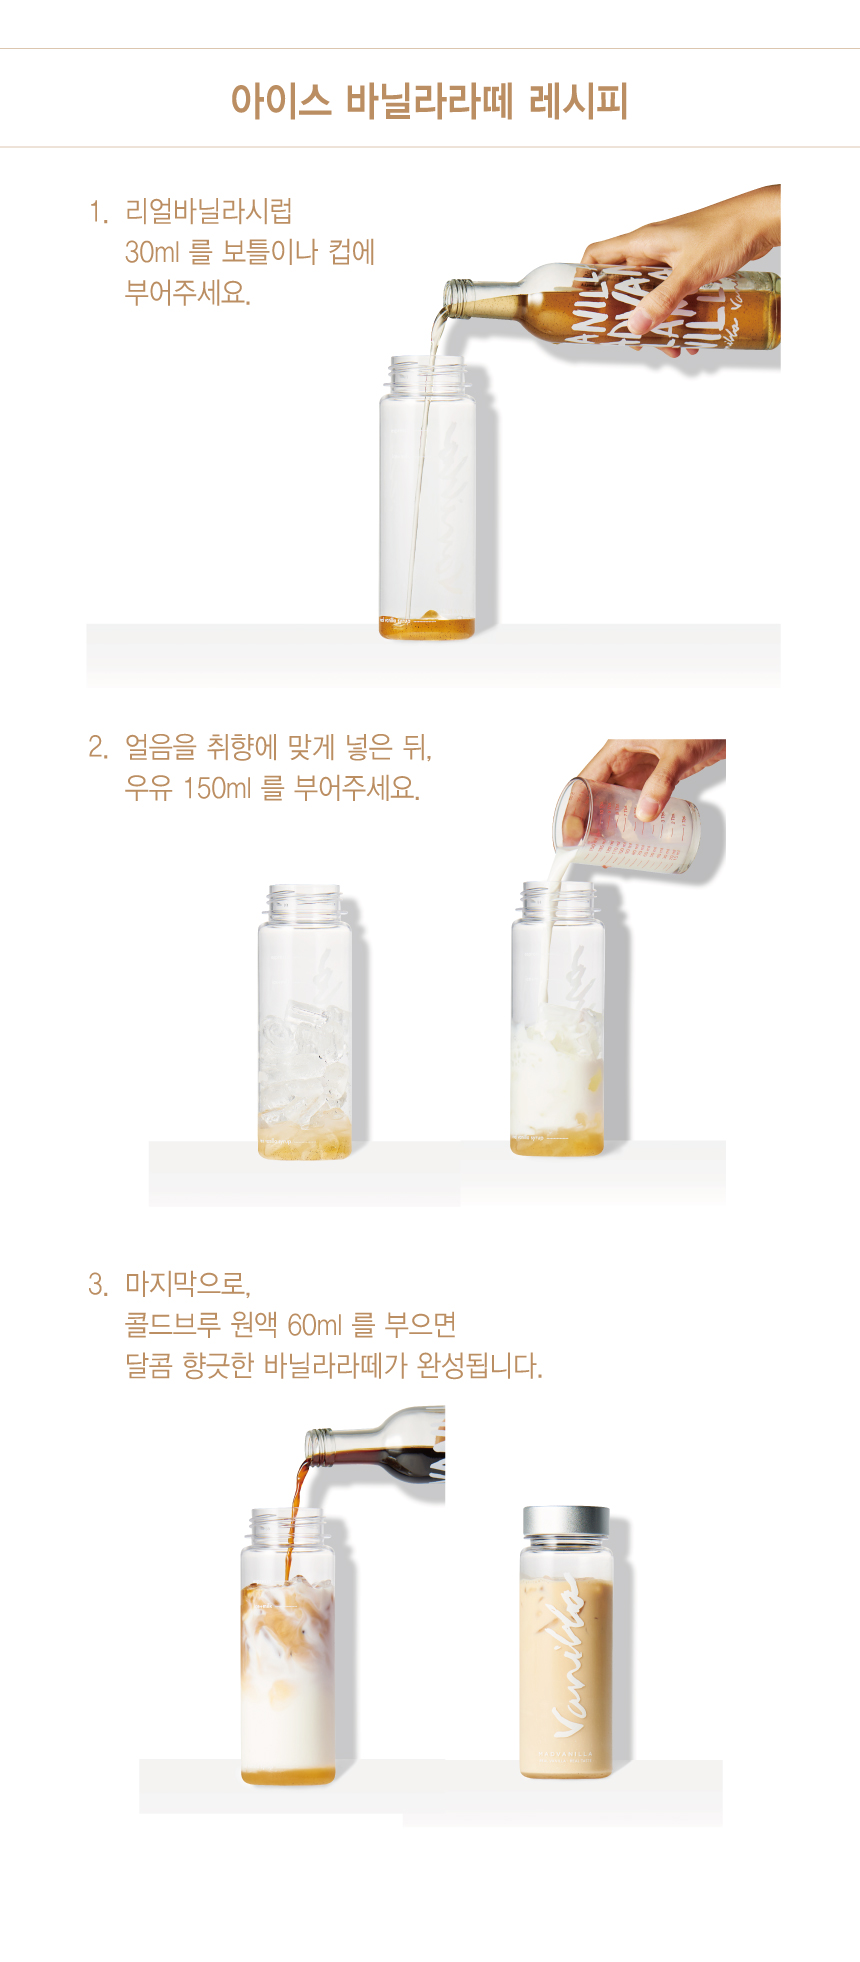 아이스 바닐라라떼 레시피
1. 리얼바닐라시럽
30ml 를 보틀이나 컵에
부어주세요.
2. 얼음을 취향에 맞게 넣은 뒤,
우유 150ml 를 부어주세요.
3. 마지막으로,
콜드브루 원액 60ml 를 부으면
달콤 향긋한 바닐라라떼가 완성됩니다.
Vanilla